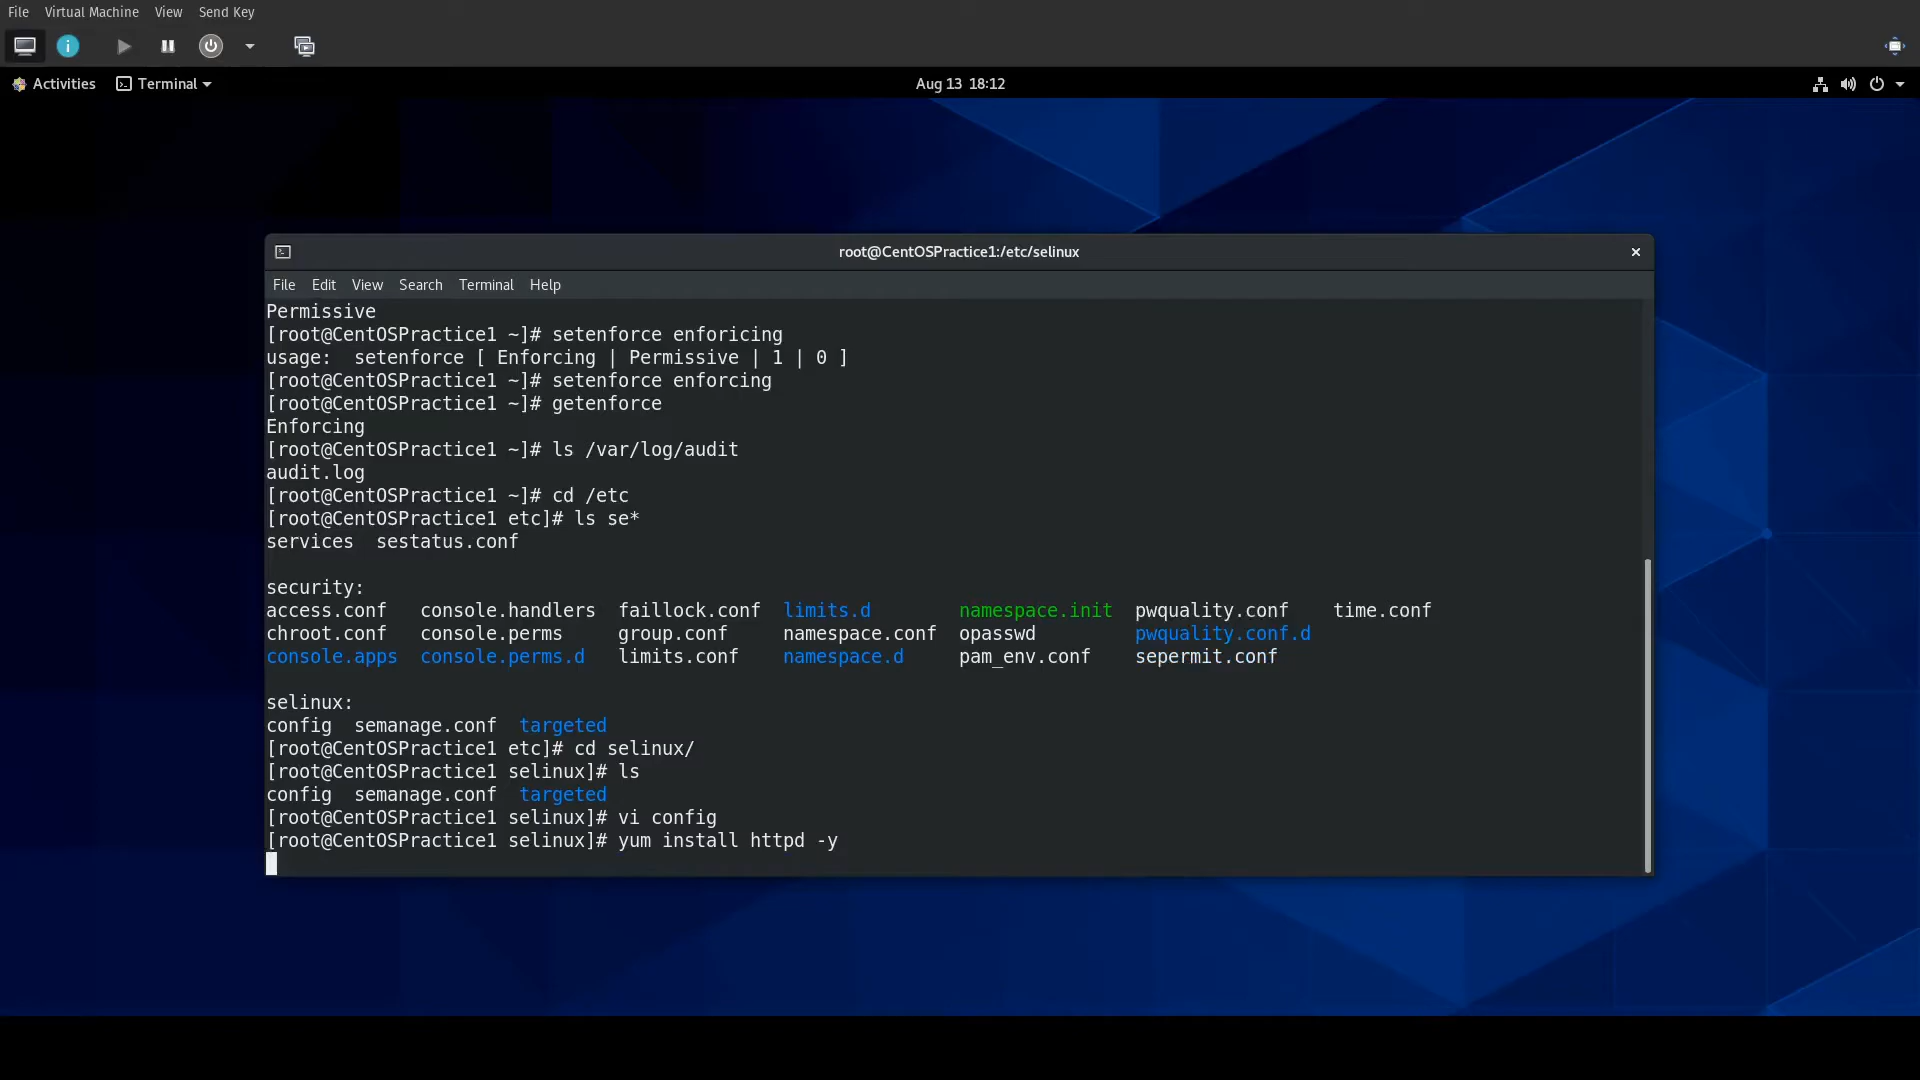 File Virtual Machine View Send Key
Activities Terminal Aug 13 18:12
root@CentOSPractice1:/etc/selinux
File Edit View Search Terminal Help
Permissive
[root@CentOSPractice1 ~]# setenforce enforicing
usage:  setenforce [ Enforcing | Permissive | 1 | 0 ]
[root@CentOSPractice1 ~]# setenforce enforcing
[root@CentOSPractice1 ~]# getenforce
Enforcing
[root@CentOSPractice1 ~]# ls /var/log/audit
audit.log
[root@CentOSPractice1 ~]# cd /etc
[root@CentOSPractice1 etc]# ls se*
services  sestatus.conf
security:
access.conf   console.handlers  faillock.conf  limits.d        namespace.init  pwquality.conf    time.conf
chroot.conf   console.perms     group.conf     namespace.conf  opasswd         pwquality.conf.d
console.apps  console.perms.d   limits.conf    namespace.d     pam_env.conf    sepermit.conf
selinux:
config  semanage.conf  targeted
[root@CentOSPractice1 etc]# cd selinux/
[root@CentOSPractice1 selinux]# ls
config  semanage.conf  targeted
[root@CentOSPractice1 selinux]# vi config
[root@CentOSPractice1 selinux]# yum install httpd -y